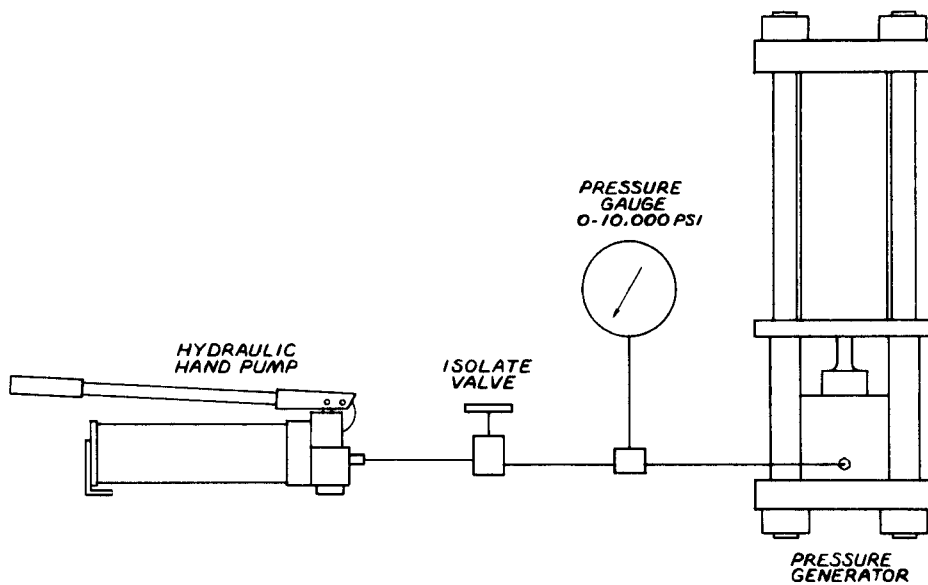 PRESSURE
GAUGE
0-10.000 PSI
HYDRAULIC
HAND PUMP
ISOLATE
VALVE
PRESSURE
GENERATOR